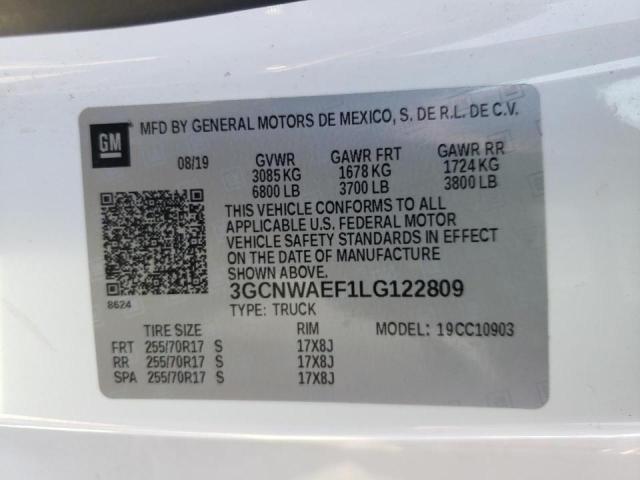 GM MFD BY GENERAL MOTORS DE MEXICO, S. DE R.L. DE C.V.
08/19 GVWR GAWR FRT GAWR RR
3085 KG 1678 KG 1724 KG
6800 LB 3700 LB 3800 LB
THIS VEHICLE CONFORMS TO ALL
APPLICABLE U.S. FEDERAL MOTOR
VEHICLE SAFETY STANDARDS IN EFFECT
ON THE DATE OF MANUFACTURE
SHOWN ABOVE.
8624 3GCNWAEF1LG122809
TYPE: TRUCK
TIRE SIZE RIM MODEL: 19CC10903
FRT 255/70R17 S 17X8J
RR 255/70R17 S 17X8J
SPA 255/70R17 S 17X8J